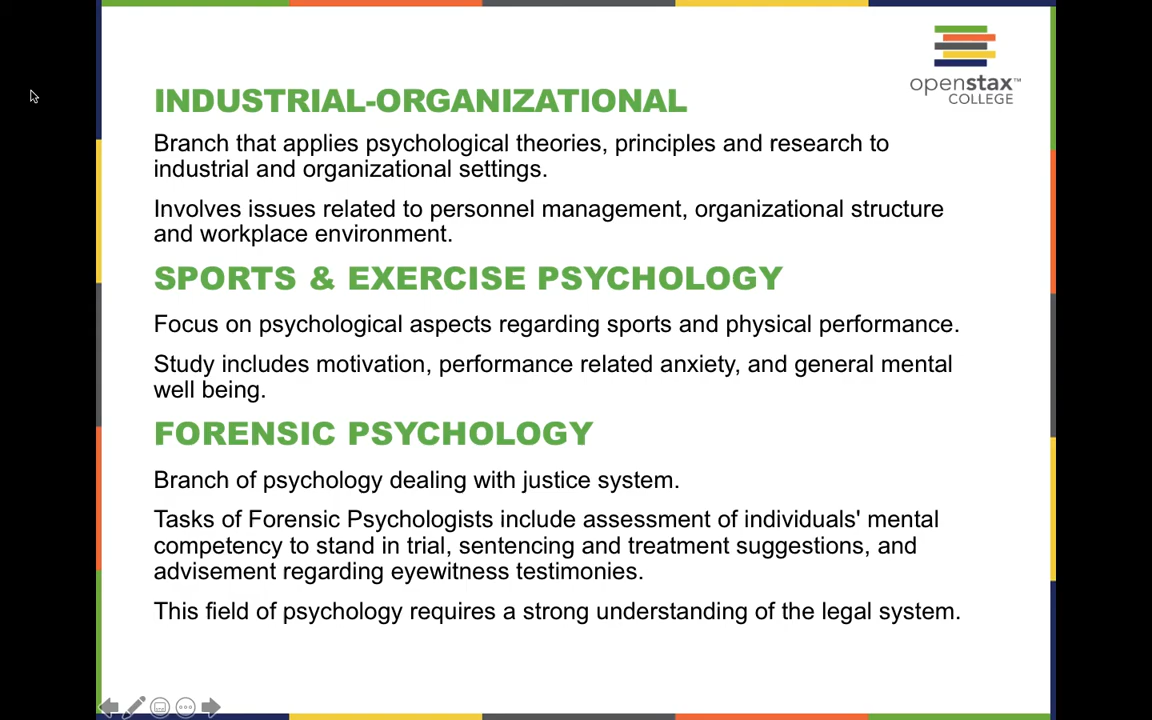 openstax™
COLLEGE
INDUSTRIAL-ORGANIZATIONAL
Branch that applies psychological theories, principles and research to
industrial and organizational settings.
Involves issues related to personnel management, organizational structure
and workplace environment.
SPORTS & EXERCISE PSYCHOLOGY
Focus on psychological aspects regarding sports and physical performance.
Study includes motivation, performance related anxiety, and general mental
well being.
FORENSIC PSYCHOLOGY
Branch of psychology dealing with justice system.
Tasks of Forensic Psychologists include assessment of individuals' mental
competency to stand in trial, sentencing and treatment suggestions, and
advisement regarding eyewitness testimonies.
This field of psychology requires a strong understanding of the legal system.